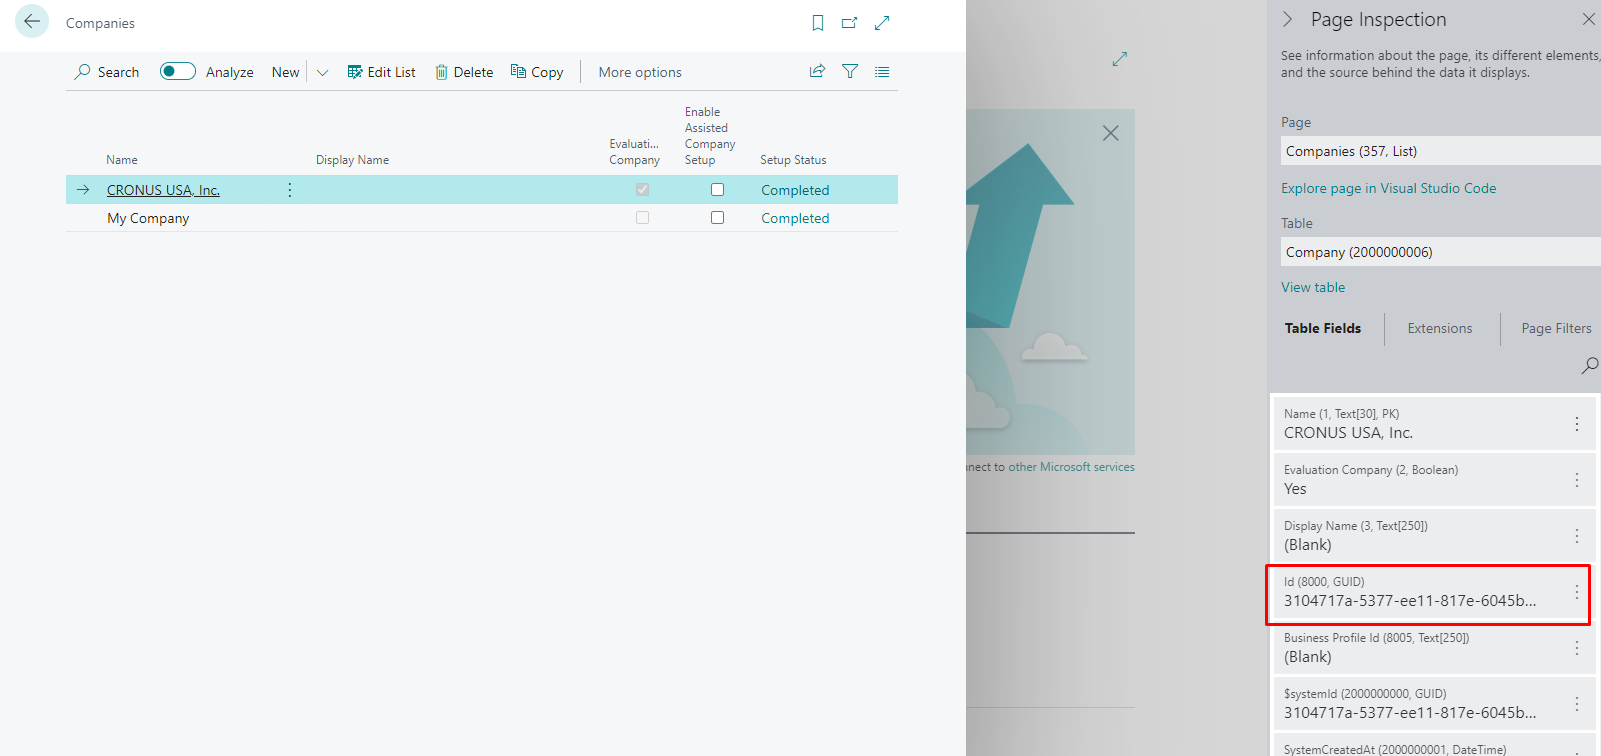 Companies
Search Analyze New Edit List Delete Copy More options
Name Display Name Evaluati... Company Enable Assisted Company Setup Setup Status
CRONUS USA, Inc. Completed
My Company Completed
nnect to other Microsoft services
Page Inspection
See information about the page, its different elements,
and the source behind the data it displays.
Page
Companies (357, List)
Explore page in Visual Studio Code
Table
Company (2000000006)
View table
Table Fields Extensions Page Filters
Name (1, Text[30], PK)
CRONUS USA, Inc.
Evaluation Company (2, Boolean)
Yes
Display Name (3, Text[250])
(Blank)
Id (8000, GUID)
3104717a-5377-ee11-817e-6045b...
Business Profile Id (8005, Text[250])
(Blank)
$systemId (2000000000, GUID)
3104717a-5377-ee11-817e-6045b...
SystemCreatedAt (2000000001, DateTime)